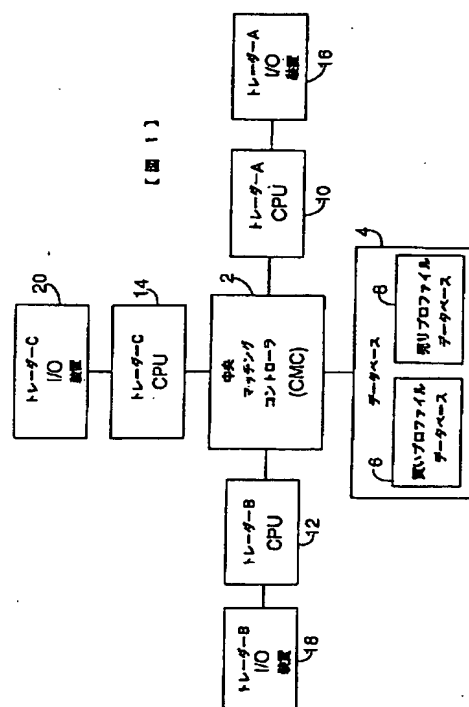 【図 1】
20
トレーダーC
I/O
装置
14
トレーダーC
CPU
トレーダーB
I/O
装置
18
トレーダーB
CPU
12
2
中央
マッチング
コントローラ
(CMC)
トレーダーA
CPU
10
トレーダーA
I/O
装置
16
4
データベース
6
買いプロファイル
データベース
8
売りプロファイル
データベース